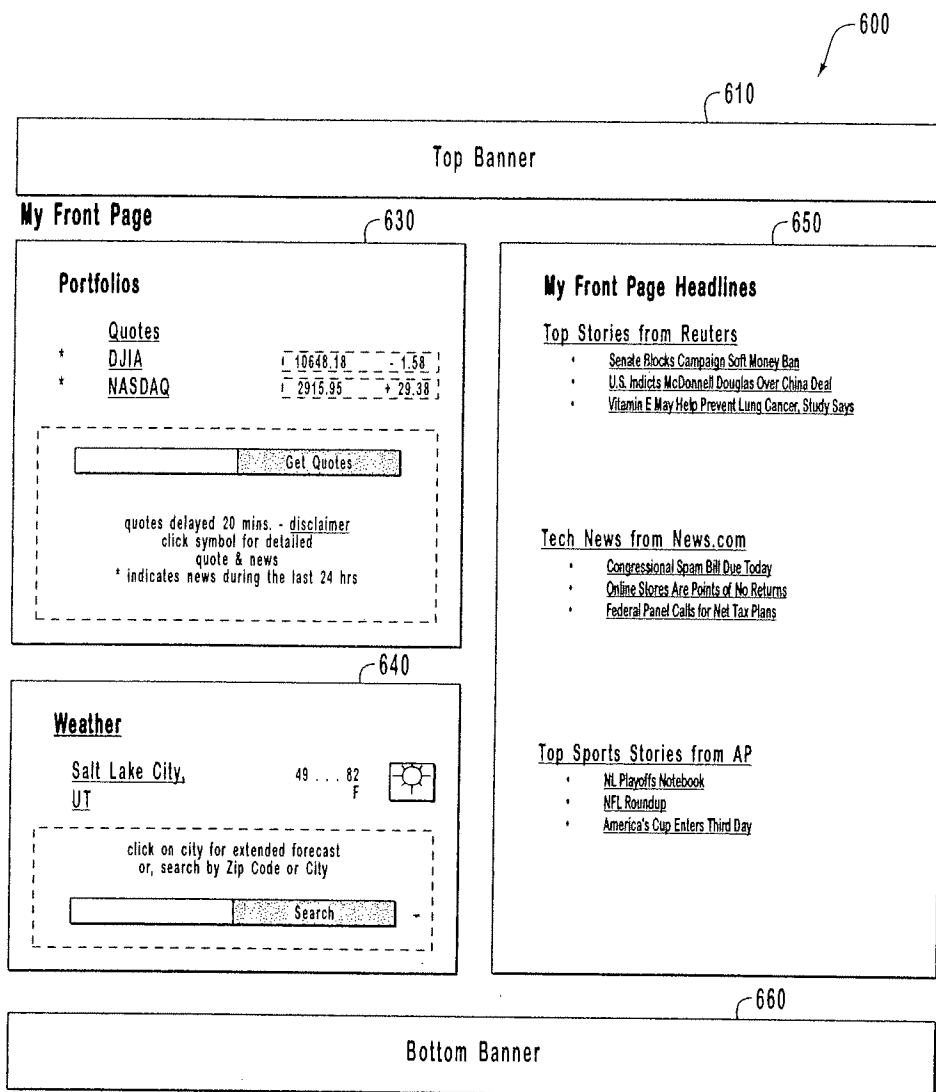 600
610
Top Banner
My Front Page
630
Portfolios
Quotes
* DJIA 10648.18 - 1.58
* NASDAQ 2915.95 + 29.38
Get Quotes
quotes delayed 20 mins. - disclaimer
click symbol for detailed
quote & news
* indicates news during the last 24 hrs
640
Weather
Salt Lake City, 49 . . . 82
UT F
click on city for extended forecast
or, search by Zip Code or City
Search
650
My Front Page Headlines
Top Stories from Reuters
• Senate Blocks Campaign Soft Money Ban
• U.S. Indicts McDonnell Douglas Over China Deal
• Vitamin E May Help Prevent Lung Cancer, Study Says
Tech News from News.com
• Congressional Spam Bill Due Today
• Online Stores Are Points of No Returns
• Federal Panel Calls for Net Tax Plans
Top Sports Stories from AP
• NL Playoffs Notebook
• NFL Roundup
• America's Cup Enters Third Day
660
Bottom Banner